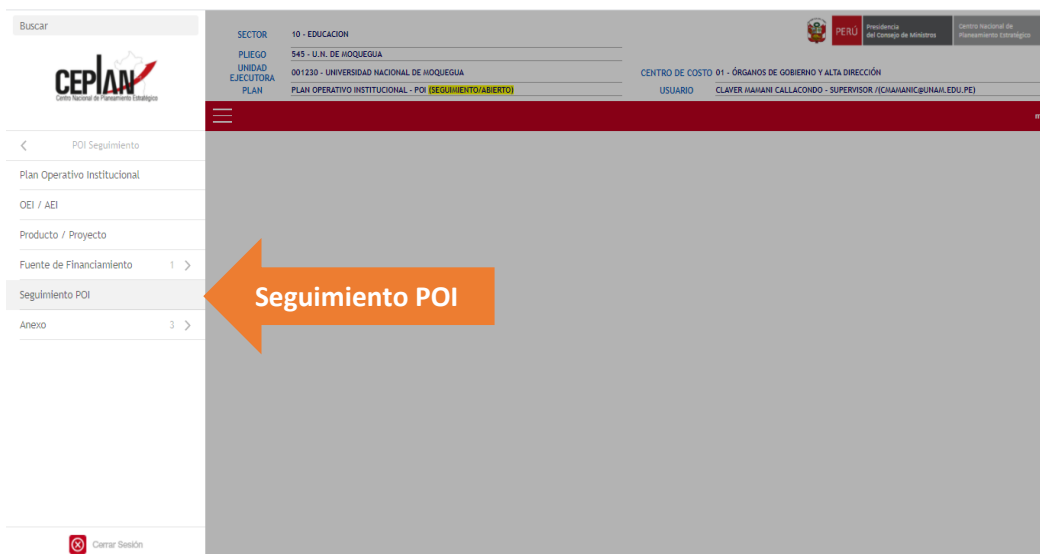 Buscar
CEPLAN
Centro Nacional de Planeamiento Estratégico
POI Seguimiento
Plan Operativo Institucional
OEI / AEI
Producto / Proyecto
Fuente de Financiamiento 1
Seguimiento POI
Anexo 3
Cerrar Sesión
SECTOR 10 - EDUCACION
PERÚ Presidencia del Consejo de Ministros Centro Nacional de Planeamiento Estratégico
PLIEGO 545 - U.N. DE MOQUEGUA
UNIDAD EJECUTORA 001230 - UNIVERSIDAD NACIONAL DE MOQUEGUA CENTRO DE COSTO 01 - ÓRGANOS DE GOBIERNO Y ALTA DIRECCIÓN
PLAN PLAN OPERATIVO INSTITUCIONAL - POI (SEGUIMIENTO/ABIERTO) USUARIO CLAVER MAMANI CALLACONDO - SUPERVISOR /(CMAMANIC@UNAM.EDU.PE)
m
Seguimiento POI